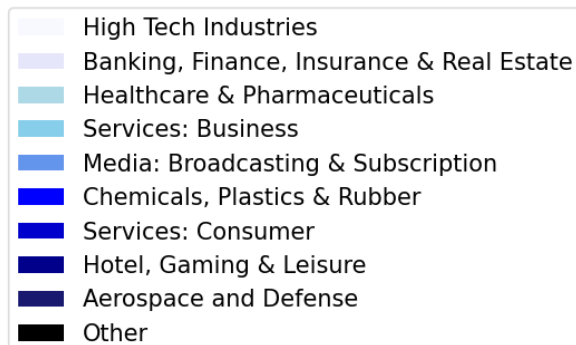 High Tech Industries
Banking, Finance, Insurance & Real Estate
Healthcare & Pharmaceuticals
Services: Business
Media: Broadcasting & Subscription
Chemicals, Plastics & Rubber
Services: Consumer
Hotel, Gaming & Leisure
Aerospace and Defense
Other